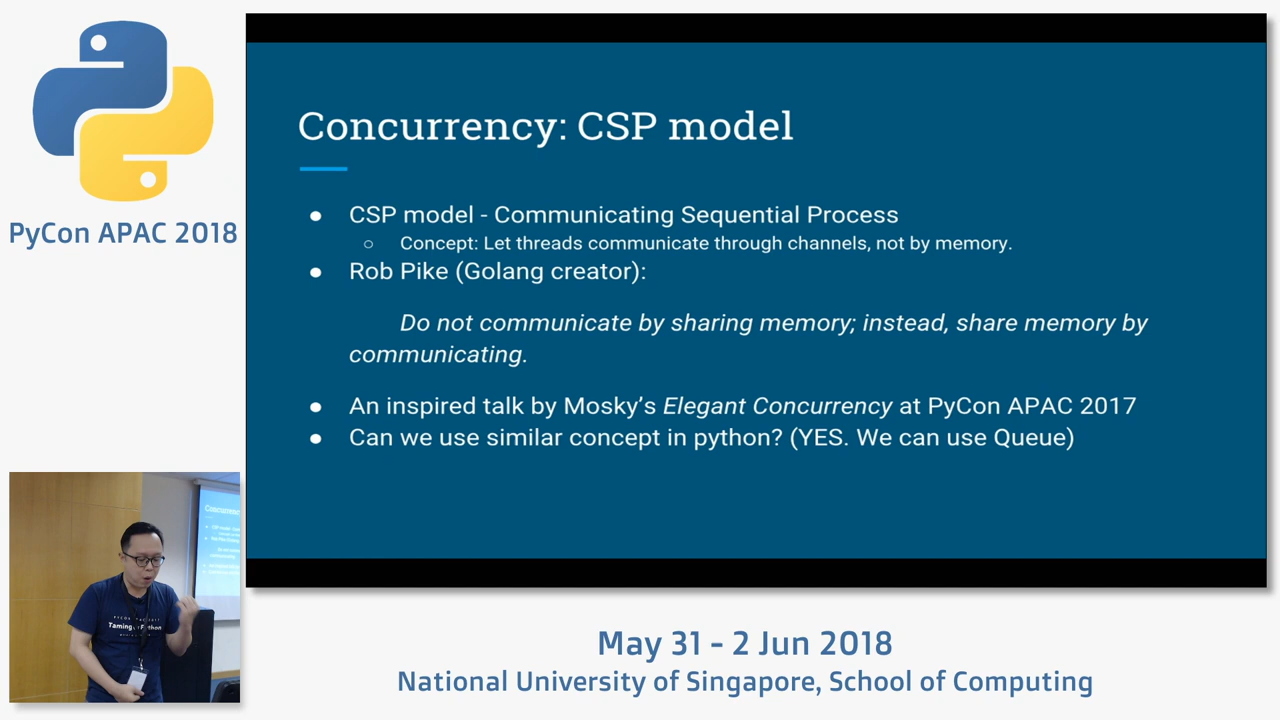 PyCon APAC 2018
Concurrency: CSP model
● CSP model - Communicating Sequential Process
○ Concept: Let threads communicate through channels, not by memory.
● Rob Pike (Golang creator):
Do not communicate by sharing memory; instead, share memory by
communicating.
● An inspired talk by Mosky's Elegant Concurrency at PyCon APAC 2017
● Can we use similar concept in python? (YES. We can use Queue)
Taming Python
May 31 - 2 Jun 2018
National University of Singapore, School of Computing